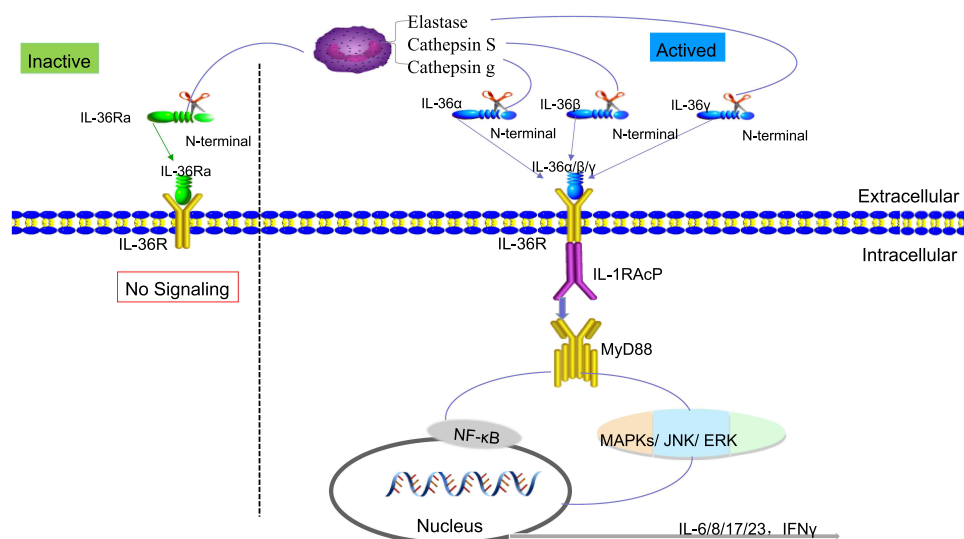 Elastase
Cathepsin S
Cathepsin g
Inactive
Actived
IL-36Ra
N-terminal
IL-36α
N-terminal
IL-36β
N-terminal
IL-36γ
N-terminal
IL-36Ra
IL-36α/β/γ
Extracellular
IL-36R
IL-36R
Intracellular
No Signaling
IL-1RAcP
MyD88
NF-κB
MAPKs/ JNK/ ERK
Nucleus
IL-6/8/17/23，IFNγ